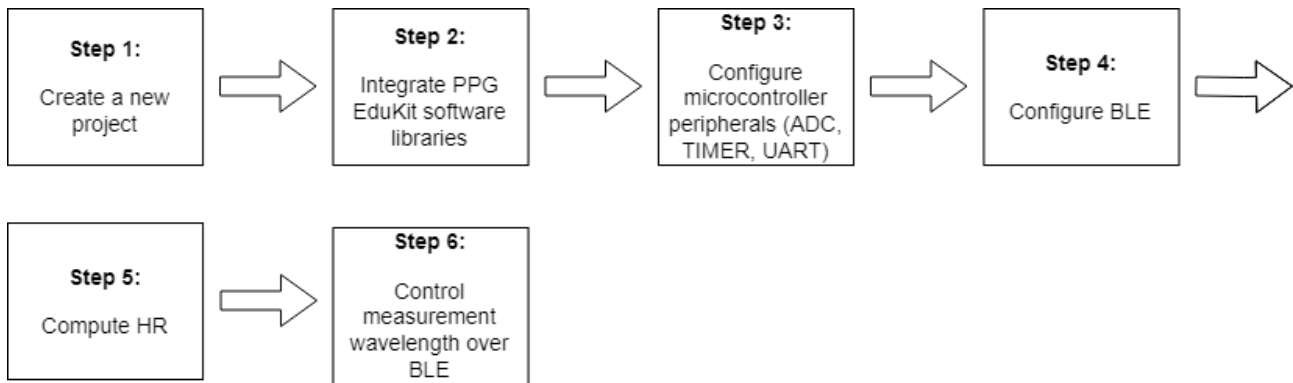 Step 1:
Create a new
project
Step 2:
Integrate PPG
EduKit software
libraries
Step 3:
Configure
microcontroller
peripherals (ADC,
TIMER, UART)
Step 4:
Configure BLE
Step 5:
Compute HR
Step 6:
Control
measurement
wavelength over
BLE